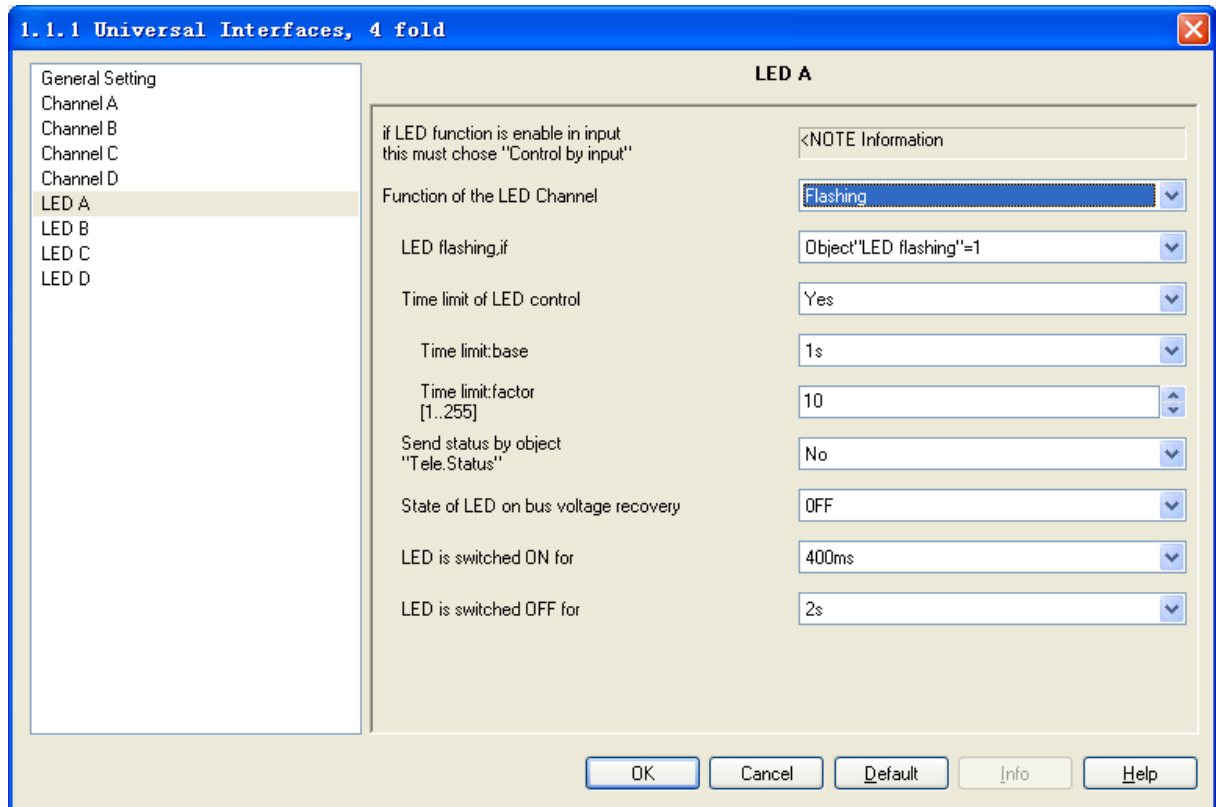 1.1.1 Universal Interfaces, 4 fold
General Setting
Channel A
Channel B
Channel C
Channel D
LED A
LED B
LED C
LED D
LED A
if LED function is enable in input
this must chose "Control by input"
<NOTE Information
Function of the LED Channel
Flashing
LED flashing,if
Object"LED flashing"=1
Time limit of LED control
Yes
Time limit:base
1s
Time limit:factor
[1..255]
10
Send status by object
"Tele.Status"
No
State of LED on bus voltage recovery
OFF
LED is switched ON for
400ms
LED is switched OFF for
2s
OK
Cancel
Default
Info
Help